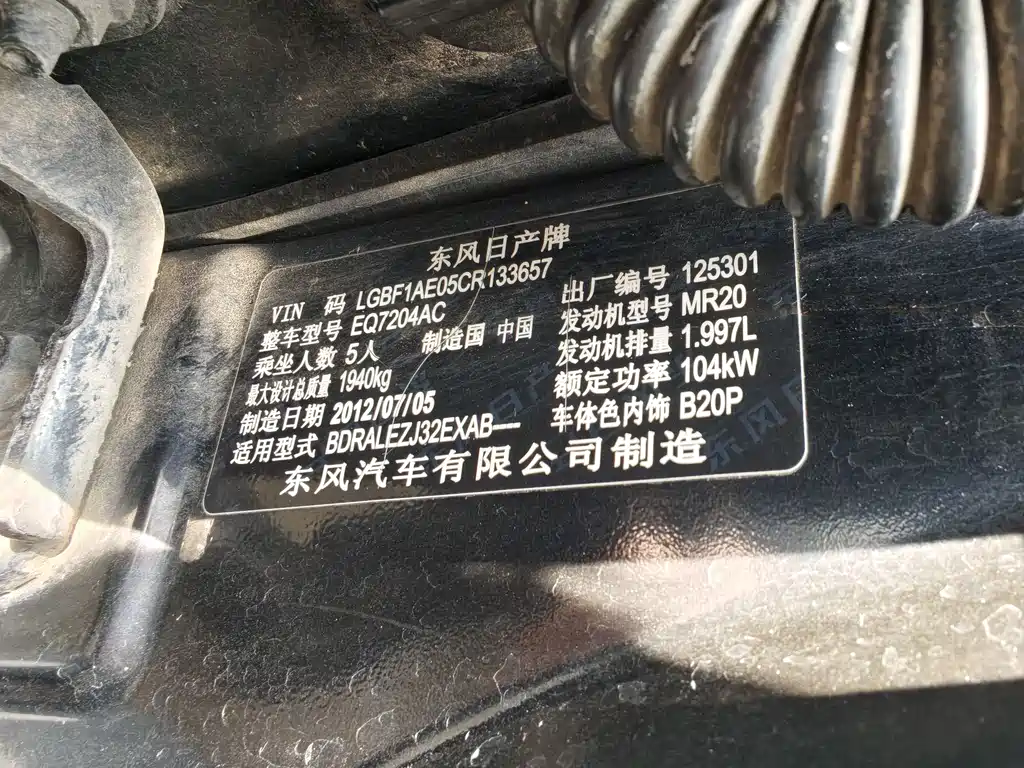 东风日产牌
VIN 码 LGBF1AE05CR133657 出厂编号 125301
整车型号 EQ7204AC 发动机型号 MR20
乘坐人数 5人 制造国 中国 发动机排量 1.997L
最大设计总质量 1940kg 额定功率 104kW
制造日期 2012/07/05 车体色内饰 B20P
适用型式 BDRALEZJ32EXAB---
东风汽车有限公司制造